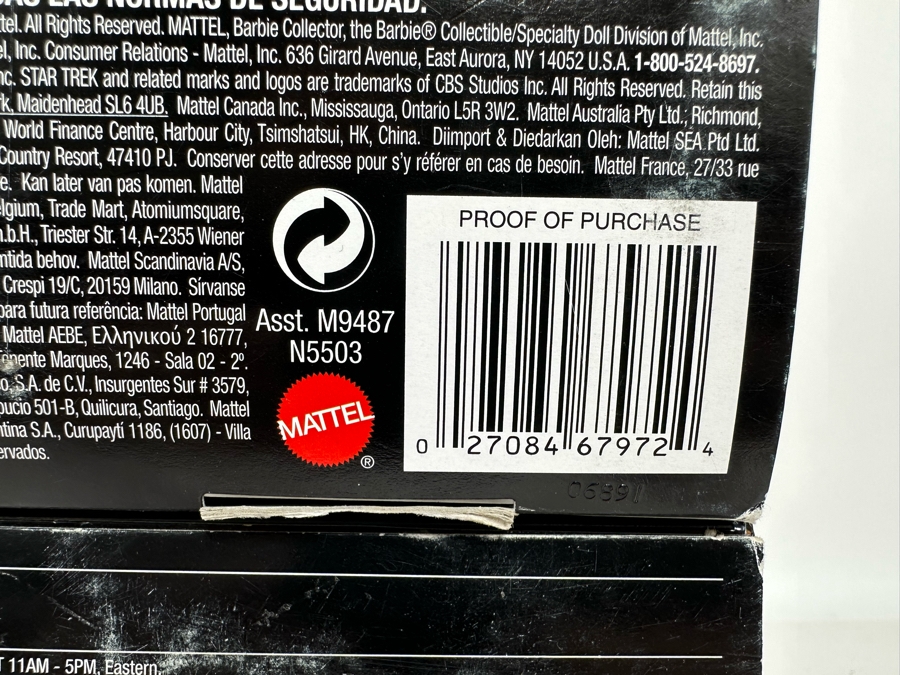 LAS NORMAS DE SEGURIDAD.
tel. All Rights Reserved. MATTEL, Barbie Collector, the Barbie® Collectible/Specialty Doll Division of Mattel, Inc.
el, Inc. Consumer Relations - Mattel, Inc. 636 Girard Avenue, East Aurora, NY 14052 U.S.A. 1-800-524-8697.
nc. STAR TREK and related marks and logos are trademarks of CBS Studios Inc. All Rights Reserved. Retain this
rk, Maidenhead SL6 4UB. Mattel Canada Inc., Mississauga, Ontario L5R 3W2. Mattel Australia Pty Ltd.; Richmond,
World Finance Centre, Harbour City, Tsimshatsui, HK, China. Diimport & Diedarkan Oleh: Mattel SEA Ptd Ltd.
Country Resort, 47410 PJ. Conserver cette adresse pour s'y référer en cas de besoin. Mattel France, 27/33 rue
e. Kan later van pas komen. Mattel
elgium, Trade Mart, Atomiumsquare,
m.b.H., Triester Str. 14, A-2355 Wiener
mtida behov. Mattel Scandinavia A/S,
Crespi 19/C, 20159 Milano. Sírvanse
para futura referência: Mattel Portugal
Mattel AEBE, Ελληνικού 2 16777,
Tenente Marques, 1246 - Sala 02 - 2º.
o, S.A. de C.V., Insurgentes Sur # 3579,
oucio 501-B, Quilicura, Santiago. Mattel
ntina S.A., Curupaytí 1186, (1607) - Villa
ervados.
Asst. M9487
N5503
MATTEL
®
PROOF OF PURCHASE
0 27084 67972 4
T 11AM - 5PM, Eastern.